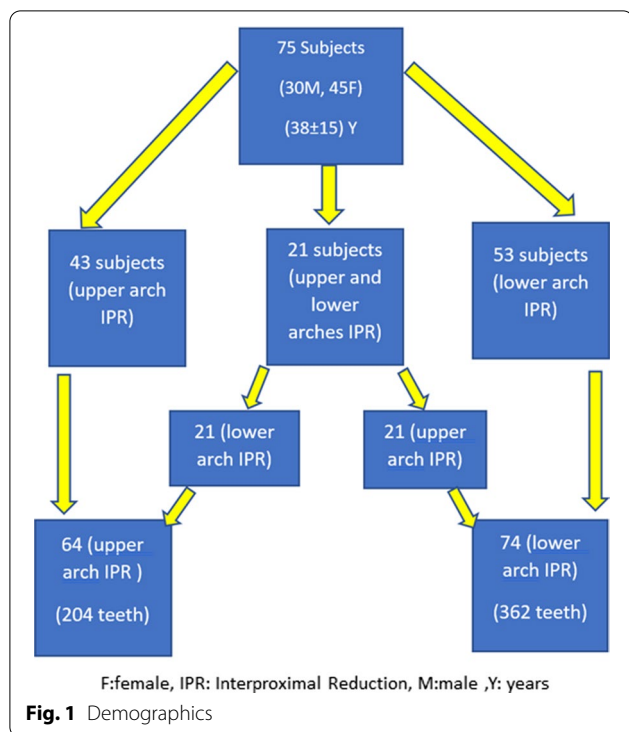 75 Subjects
(30M, 45F)
(38±15) Y
43 subjects
(upper arch
IPR)
21 subjects
(upper and
lower
arches IPR)
53 subjects
(lower arch
IPR)
21 (lower
arch IPR)
21 (upper
arch IPR)
64 (upper
arch IPR )
(204 teeth)
74 (lower
arch IPR)
(362 teeth)
F:female, IPR: Interproximal Reduction, M:male ,Y: years
Fig. 1 Demographics